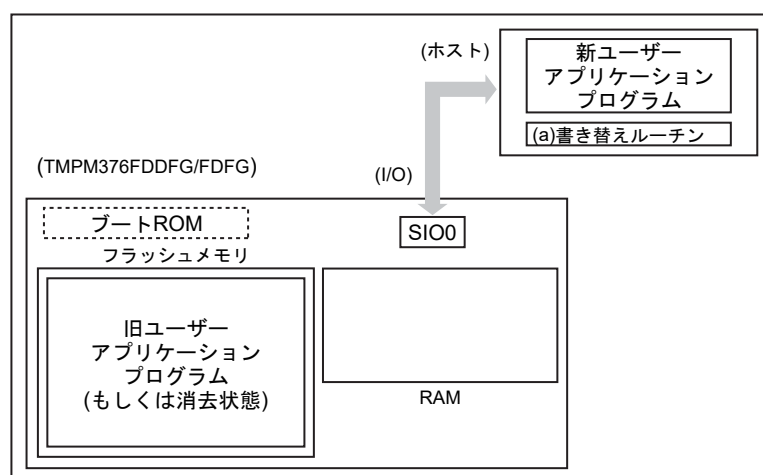 (ホスト)
新ユーザー
アプリケーション
プログラム
(a)書き替えルーチン
(TMPM376FDDFG/FDFG)
(I/O)
ブートROM
SIO0
フラッシュメモリ
旧ユーザー
アプリケーション
プログラム
(もしくは消去状態)
RAM